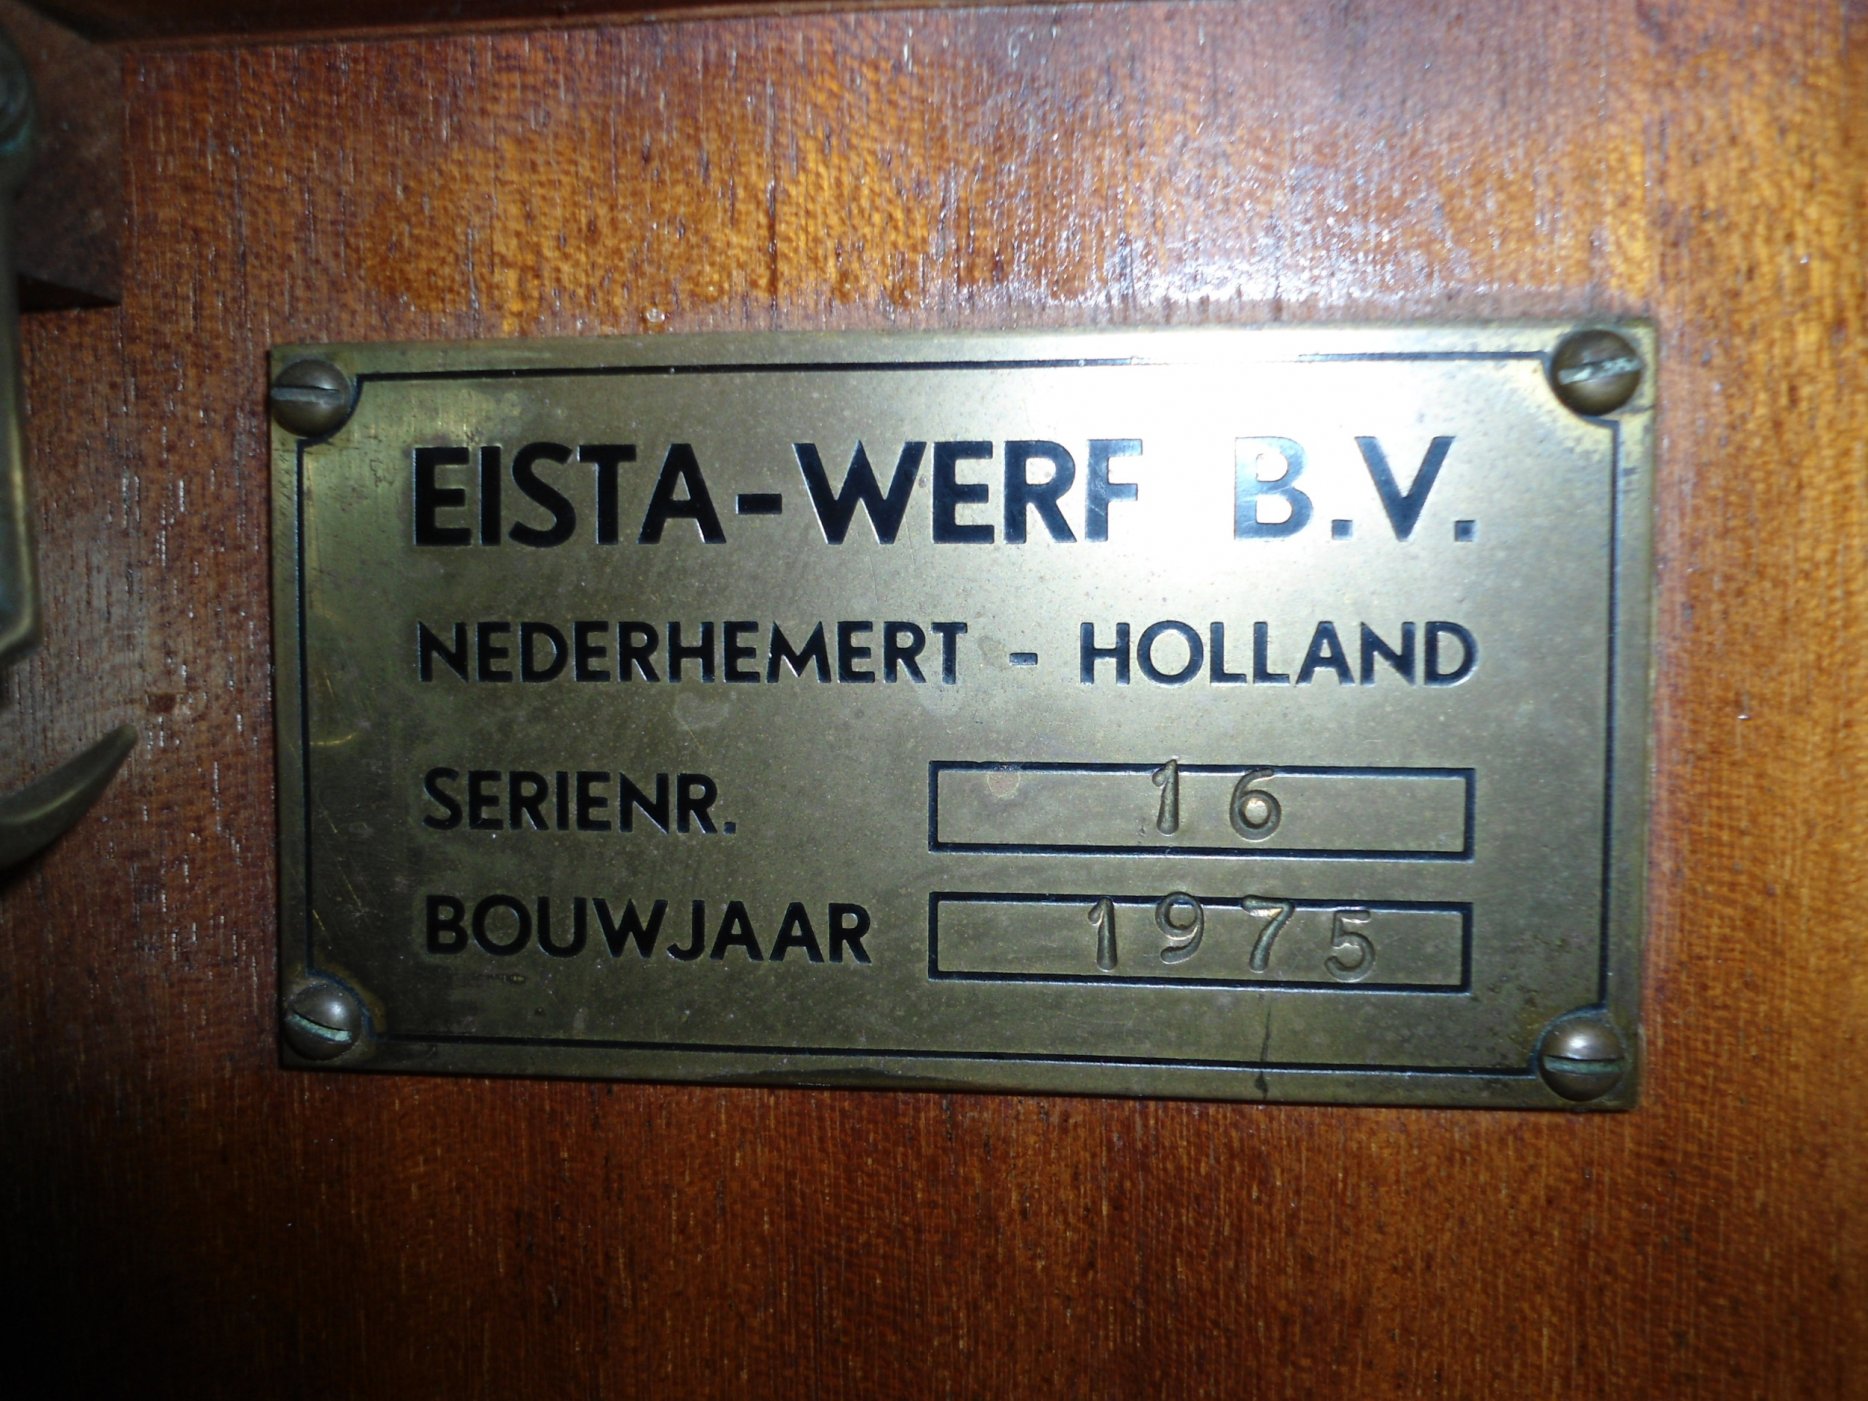 EISTA-WERF B.V.
NEDERHEMERT - HOLLAND
SERIENR. 16
BOUWJAAR 1975